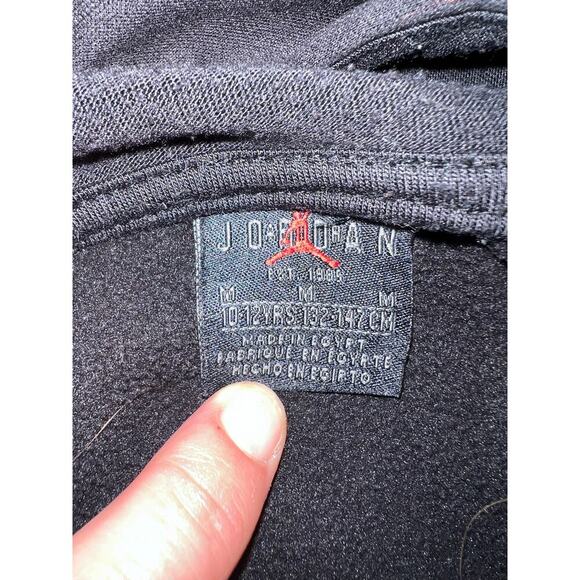 JORDAN
EST. 1985
M M M
10-12YRS 132-147CM
MADE IN EGYPT
FABRIQUE EN EGYPTE
HECHO EN EGIPTO